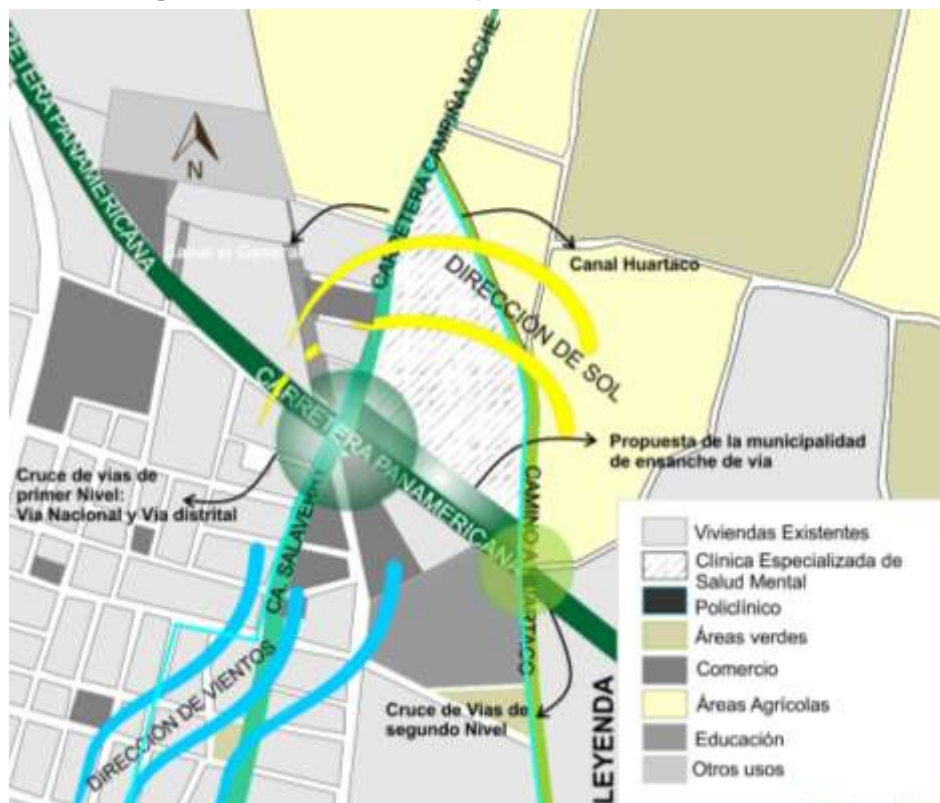 RETERA PANAMERICANA
CARRETERA CAMPIÑA MOCHE
N
Canal Huartaco
DIRECCIÓN DE SOL
CARRETERA PANAMERICANA
Propuesta de la municipalidad
de ensanche de via
Cruce de vias de
primer Nivel:
Via Nacional y Via distrital
CA. SALAVERRY
CAMINO A HUARTACO
DIRECCIÓN DE VIENTOS
Cruce de Vias de
segundo Nivel
LEYENDA
Viviendas Existentes
Clínica Especializada de
Salud Mental
Policlínico
Áreas verdes
Comercio
Áreas Agrícolas
Educación
Otros usos